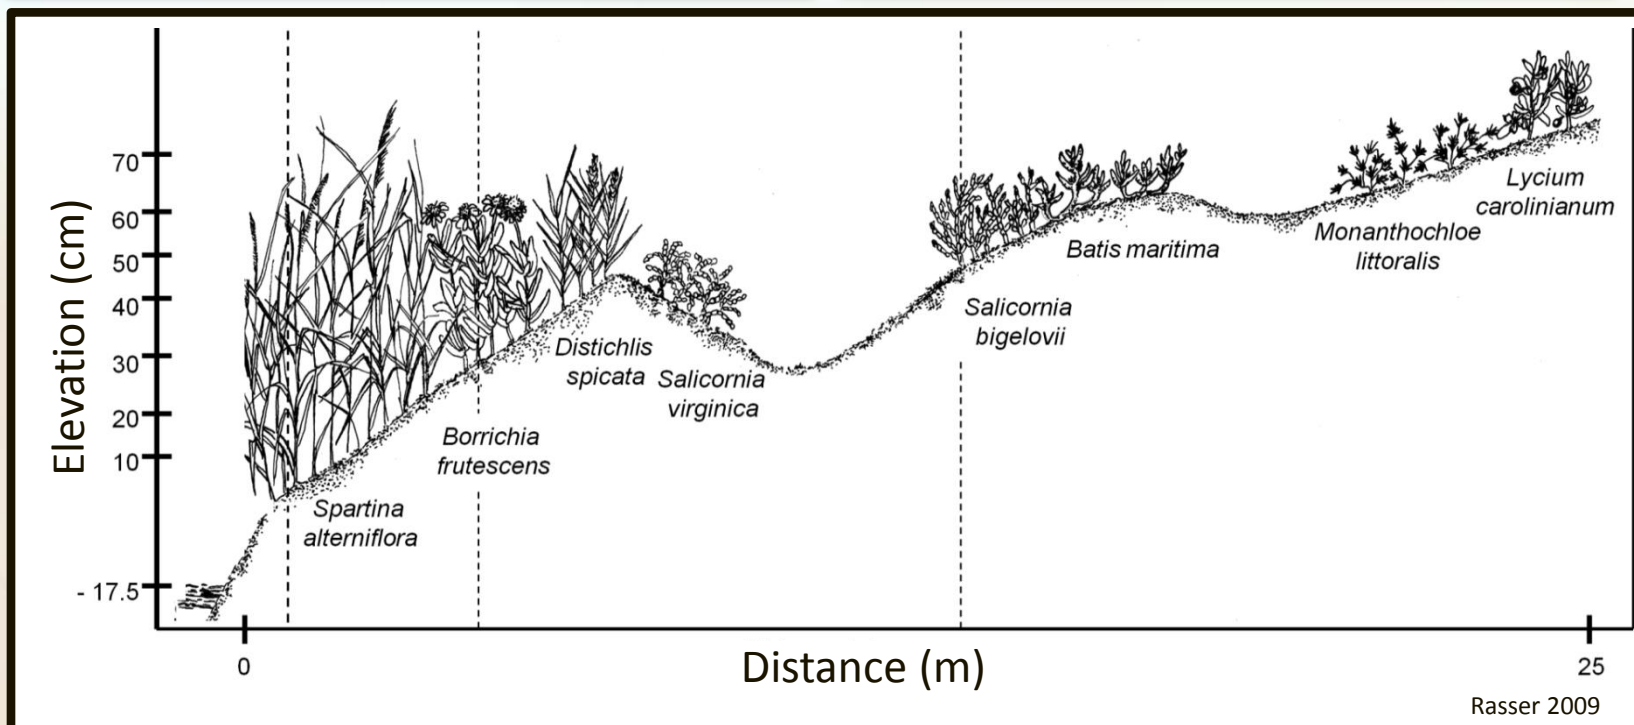 70
60
50
40
30
20
10
- 17.5
Elevation (cm)
Spartina
alterniflora
Borrichia
frutescens
Distichlis
spicata
Salicornia
virginica
Salicornia
bigelovii
Batis maritima
Monanthochloe
littoralis
Lycium
carolinianum
0
25
Distance (m)
Rasser 2009